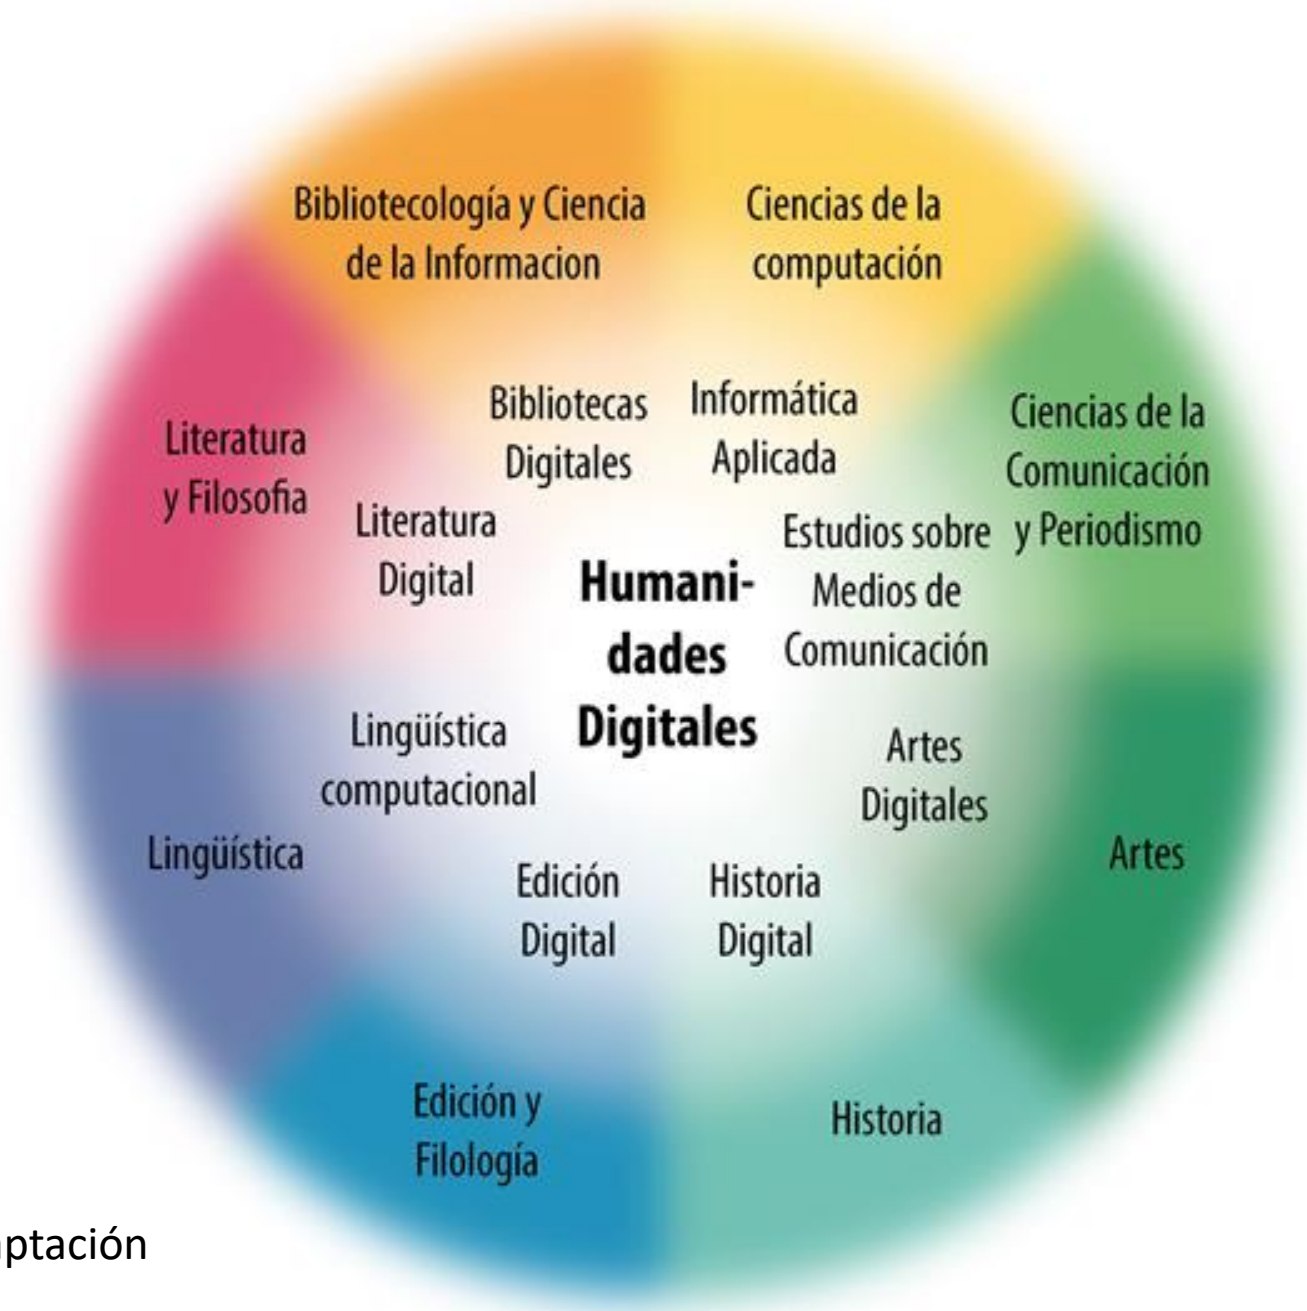 Bibliotecología y Ciencia
de la Informacion
Ciencias de la
computación
Literatura
y Filosofia
Bibliotecas
Digitales
Informática
Aplicada
Ciencias de la
Comunicación
y Periodismo
Literatura
Digital
Estudios sobre
Medios de
Comunicación
Humani-
dades
Digitales
Lingüística
computacional
Artes
Digitales
Lingüística
Artes
Edición
Digital
Historia
Digital
Edición y
Filología
Historia